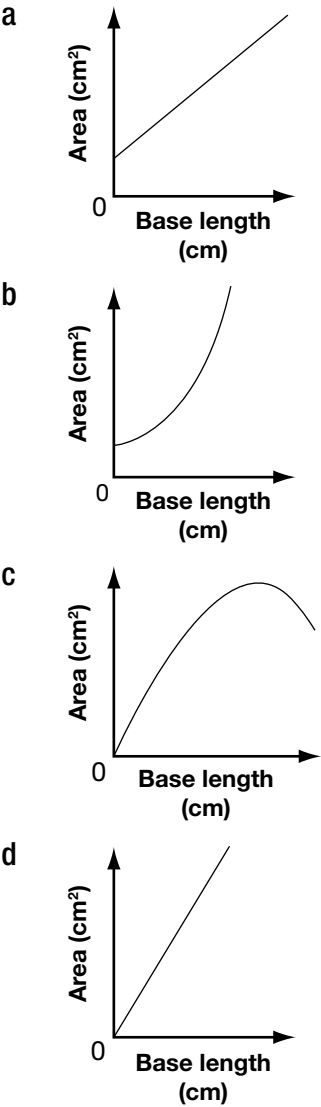 a
Area (cm²)
0
Base length
(cm)
b
Area (cm²)
0
Base length
(cm)
c
Area (cm²)
0
Base length
(cm)
d
Area (cm²)
0
Base length
(cm)